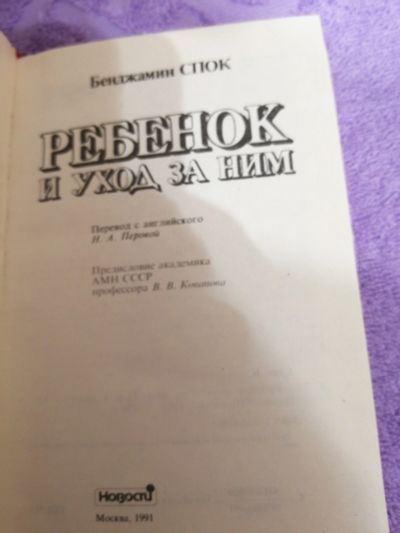 Бенджамин СПОК
РЕБЕНОК
И УХОД ЗА НИМ
Перевод с английского
Н. А. Перовой
Предисловие академика
АМН СССР
профессора В. В. Кованова
Новости
Москва, 1991